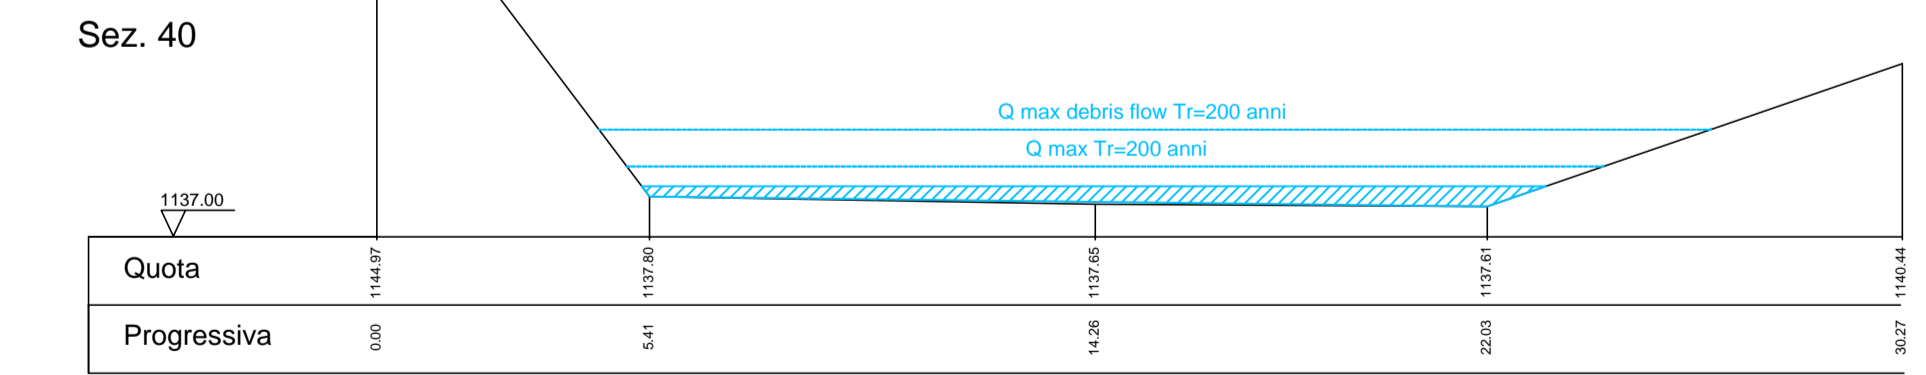 Sez. 40
Q max debris flow Tr=200 anni
Q max Tr=200 anni
1137.00
Quota 1144.97 1137.80 1137.65 1137.61 1140.44
Progressiva 0.00 5.41 14.26 22.03 30.27